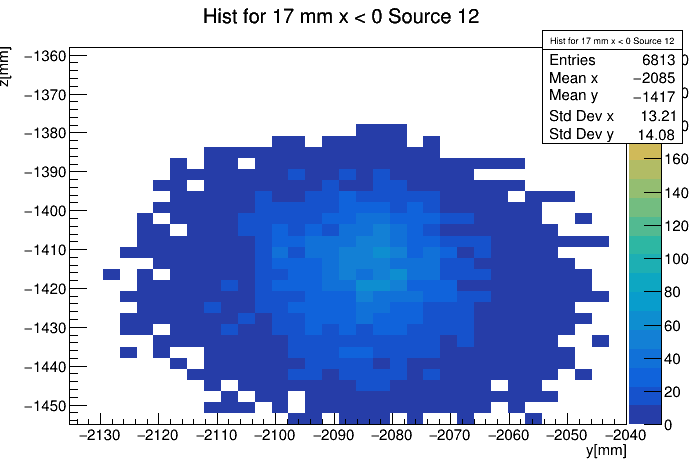 Hist for 17 mm x < 0 Source 12
z[mm]
Hist for 17 mm x < 0 Source 12
Entries 6813
Mean x −2085
Mean y −1417
Std Dev x 13.21
Std Dev y 14.08
−1360
−1370
−1380
−1390
−1400
−1410
−1420
−1430
−1440
−1450
160
140
120
100
80
60
40
20
0
−2130 −2120 −2110 −2100 −2090 −2080 −2070 −2060 −2050 −2040
y[mm]